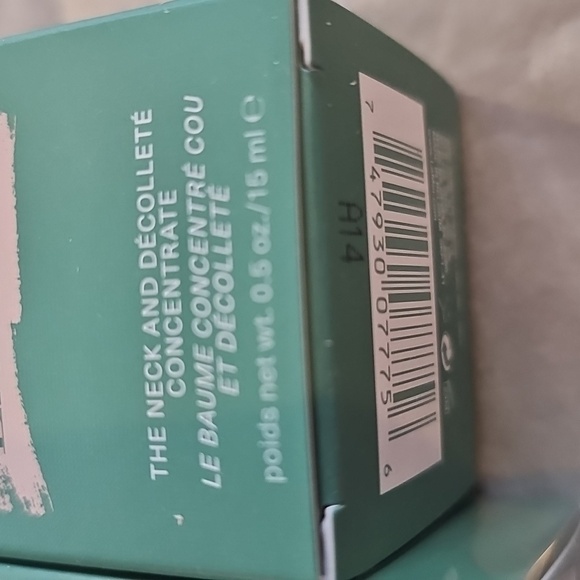 THE NECK AND DÉCOLLETÉ
CONCENTRATE
LE BAUME CONCENTRÉ COU
ET DÉCOLLETÉ
poids net wt. 0.5 oz./15 ml ℮
A14
7 47930 07775 6